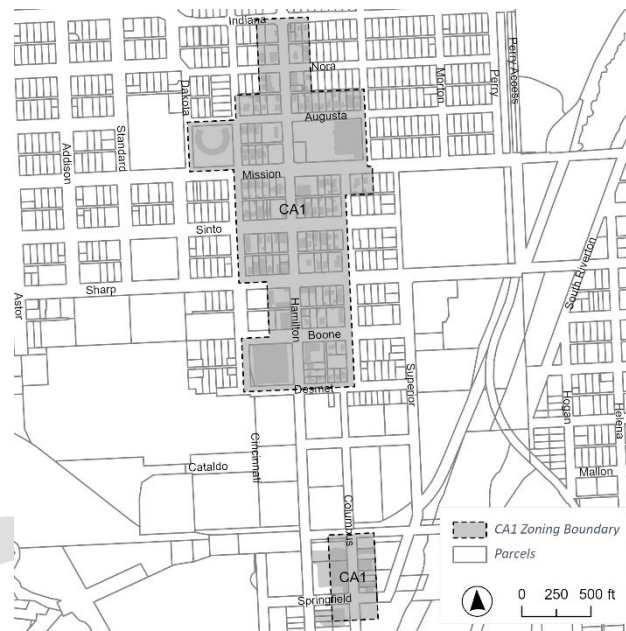 Indiana
Nora
Perry Access
Perry
Morton
Dakota
Augusta
Standard
Addison
Mission
CA1
Sinto
South Riverton
Sharp
Astor
Hamilton
Boone
Desmet
Superior
Hogan
Helena
Cincinnati
Cataldo
Mallon
Columbus
CA1
Springfield
CA1 Zoning Boundary
Parcels
0 250 500 ft